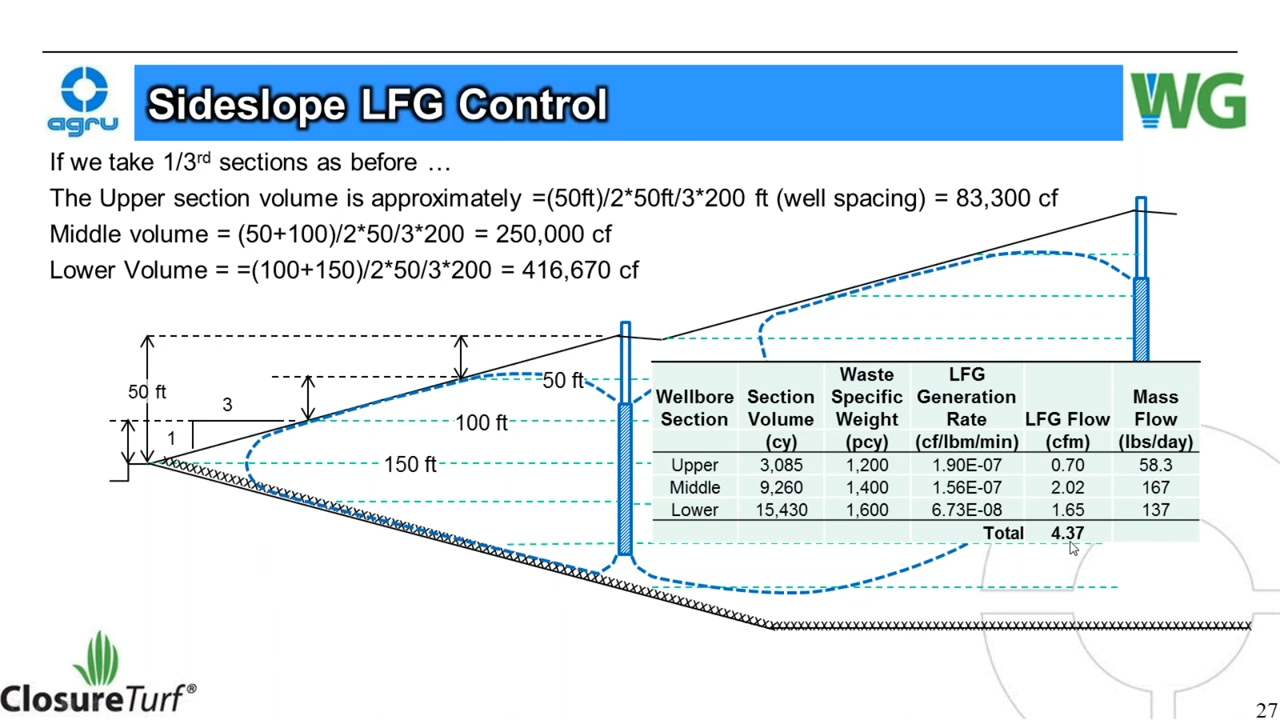 agru
Sideslope LFG Control
WG
If we take 1/3rd sections as before …
The Upper section volume is approximately =(50ft)/2*50ft/3*200 ft (well spacing) = 83,300 cf
Middle volume = (50+100)/2*50/3*200 = 250,000 cf
Lower Volume = =(100+150)/2*50/3*200 = 416,670 cf
50 ft
3
1
50 ft
100 ft
150 ft
Wellbore Section Section Volume (cy) Waste Specific Weight (pcy) LFG Generation Rate (cf/lbm/min) LFG Flow (cfm) Mass Flow (lbs/day)
Upper 3,085 1,200 1.90E-07 0.70 58.3
Middle 9,260 1,400 1.56E-07 2.02 167
Lower 15,430 1,600 6.73E-08 1.65 137
Total 4.37
ClosureTurf®
27